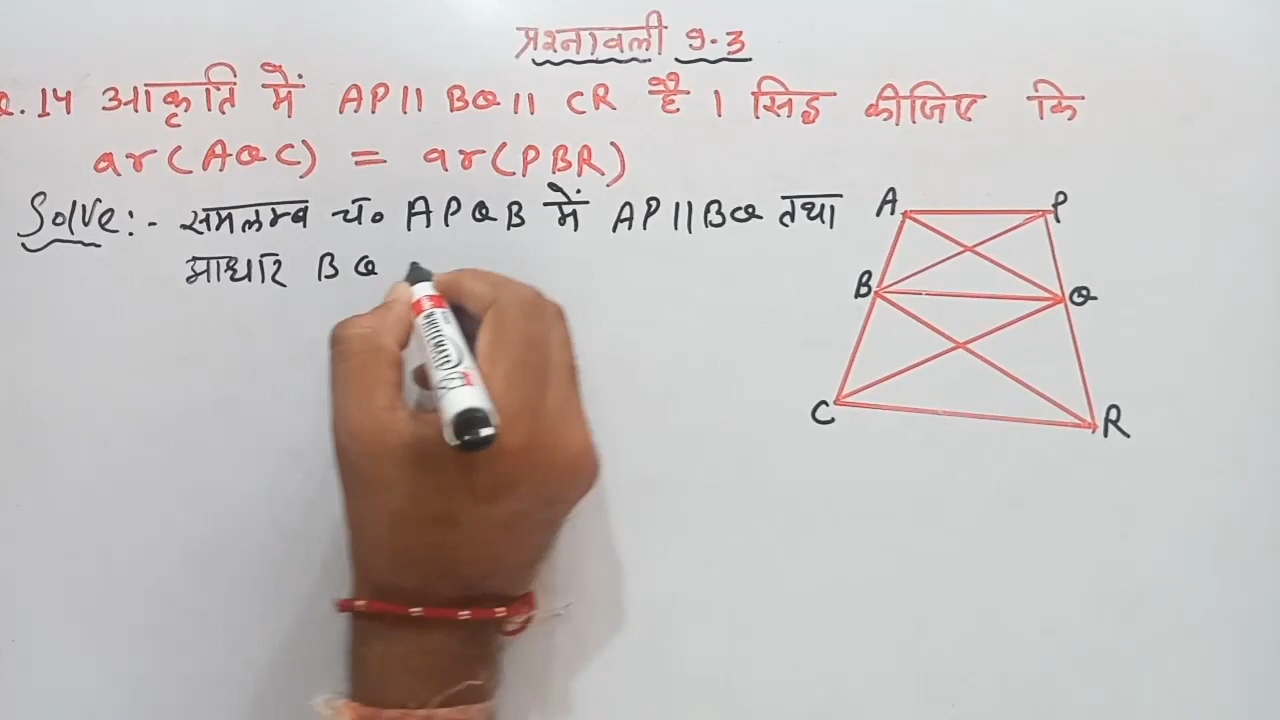 प्रश्नावली 9.3
Q.14 आकृति में AP || BQ || CR है । सिद्ध कीजिए कि
ar(AQC) = ar(PBR)
Solve:- समलम्ब च० APQB में AP || BQ तथा
आधार BQ
A P
B Q
C R
WHITEMATE